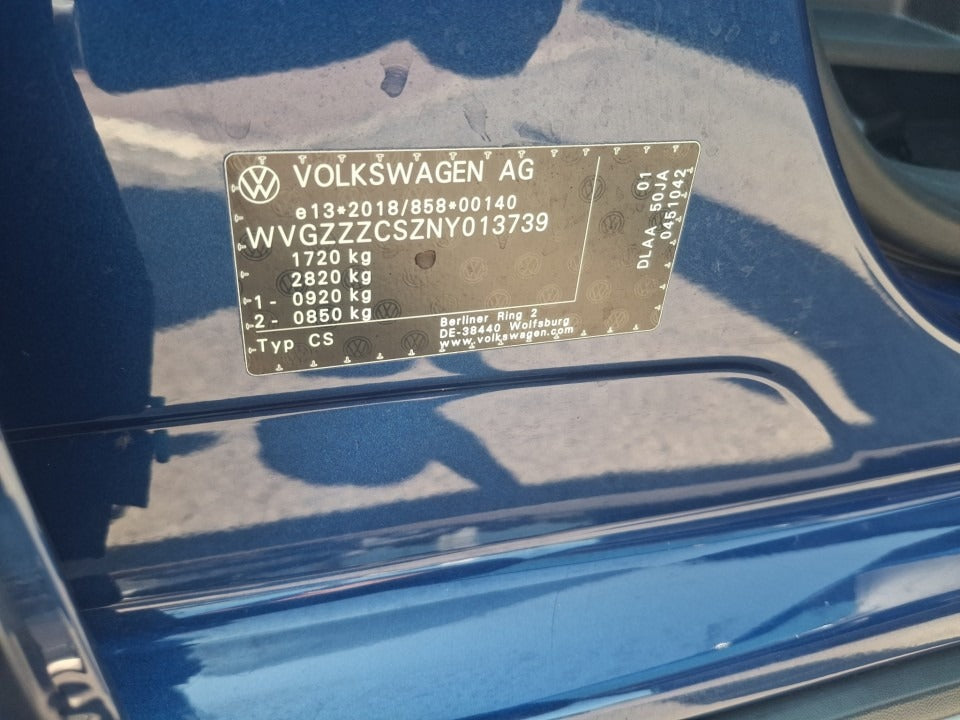 VOLKSWAGEN AG
e13*2018/858*00140
WVGZZZCSZNY013739
1720 kg
2820 kg
1 - 0920 kg
2 - 0850 kg
Typ CS
Berliner Ring 2
DE-38440 Wolfsburg
www.volkswagen.com
DLAA 50JA 01
0451042